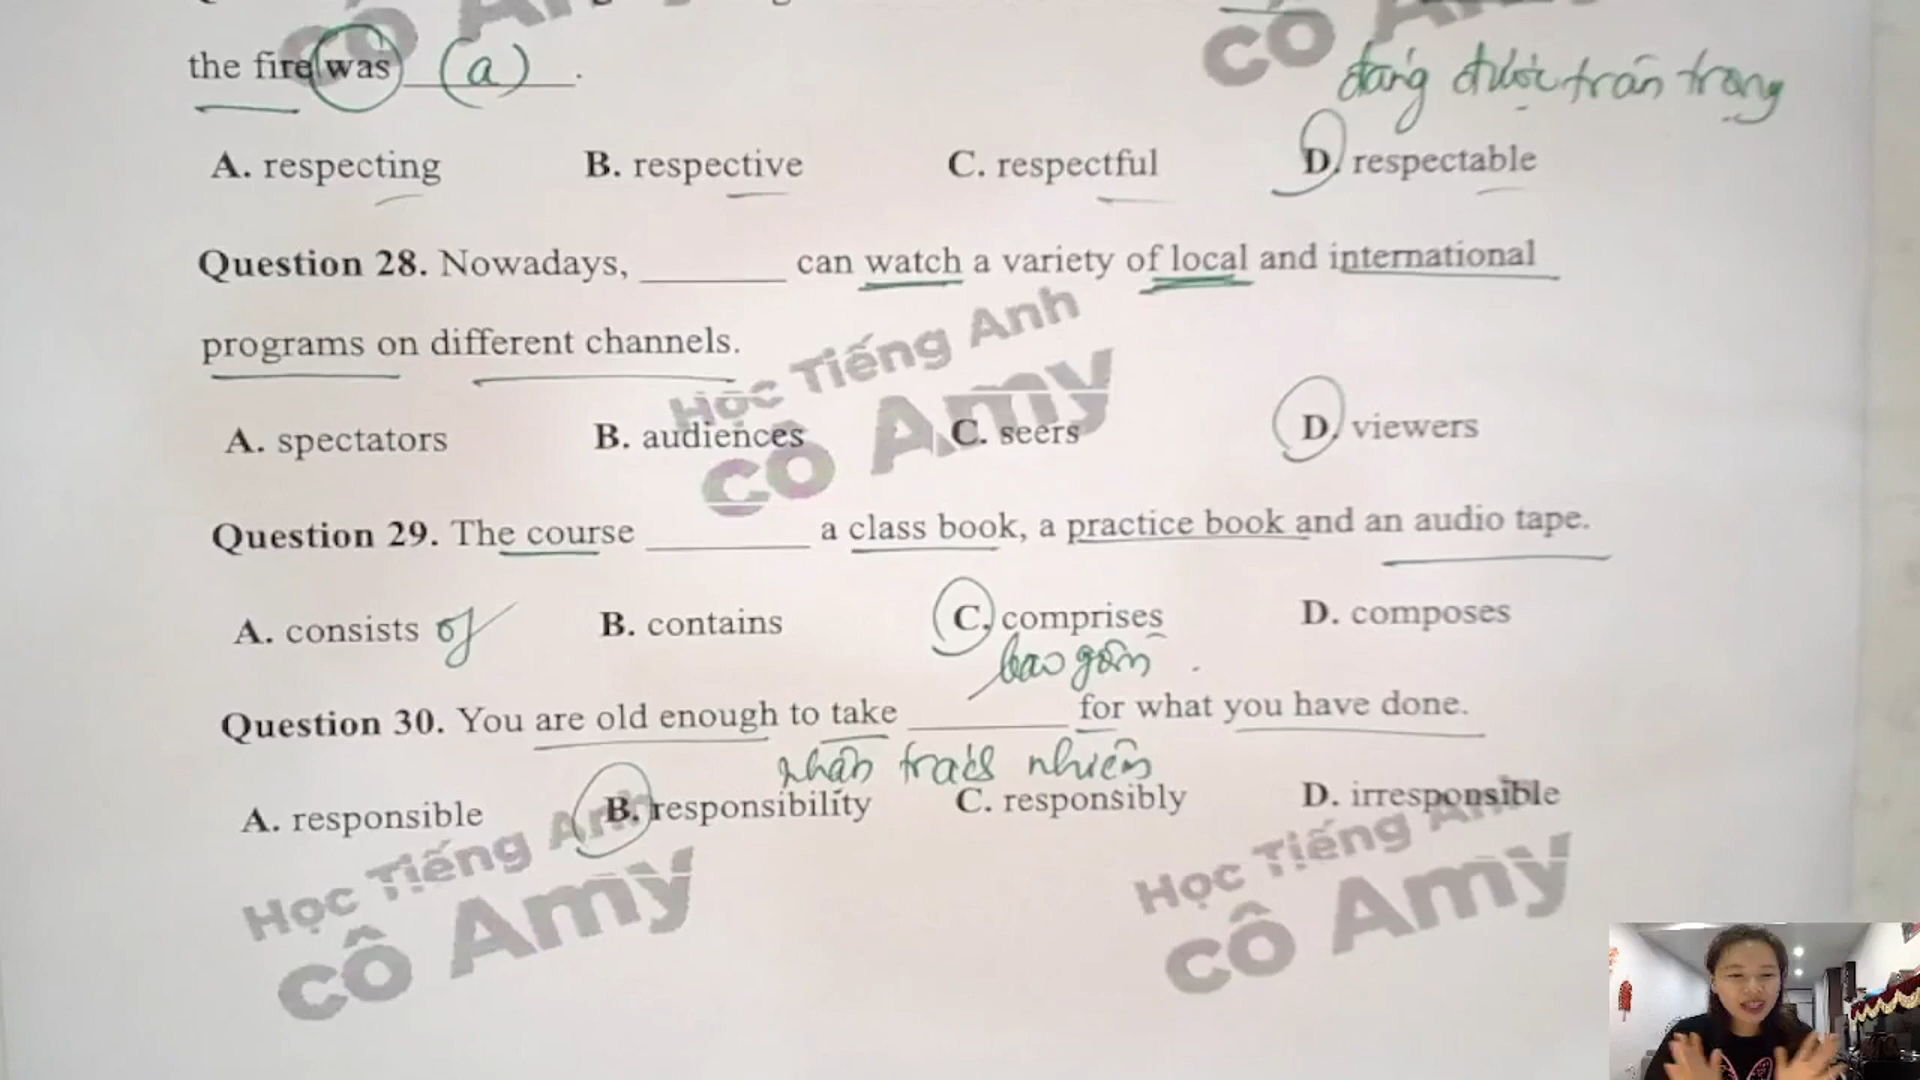 the fire was (a) .
đáng được trân trọng
A. respecting B. respective C. respectful D. respectable
Question 28. Nowadays, ________ can watch a variety of local and international
programs on different channels.
Học Tiếng Anh
cô Amy
A. spectators B. audiences C. seers D. viewers
Question 29. The course _________ a class book, a practice book and an audio tape.
A. consists of B. contains C. comprises D. composes
bao gồm
Question 30. You are old enough to take _________ for what you have done.
nhận trách nhiệm
A. responsible B. responsibility C. responsibly D. irresponsible
Học Tiếng Anh
cô Amy
Học Tiếng Anh
cô Amy